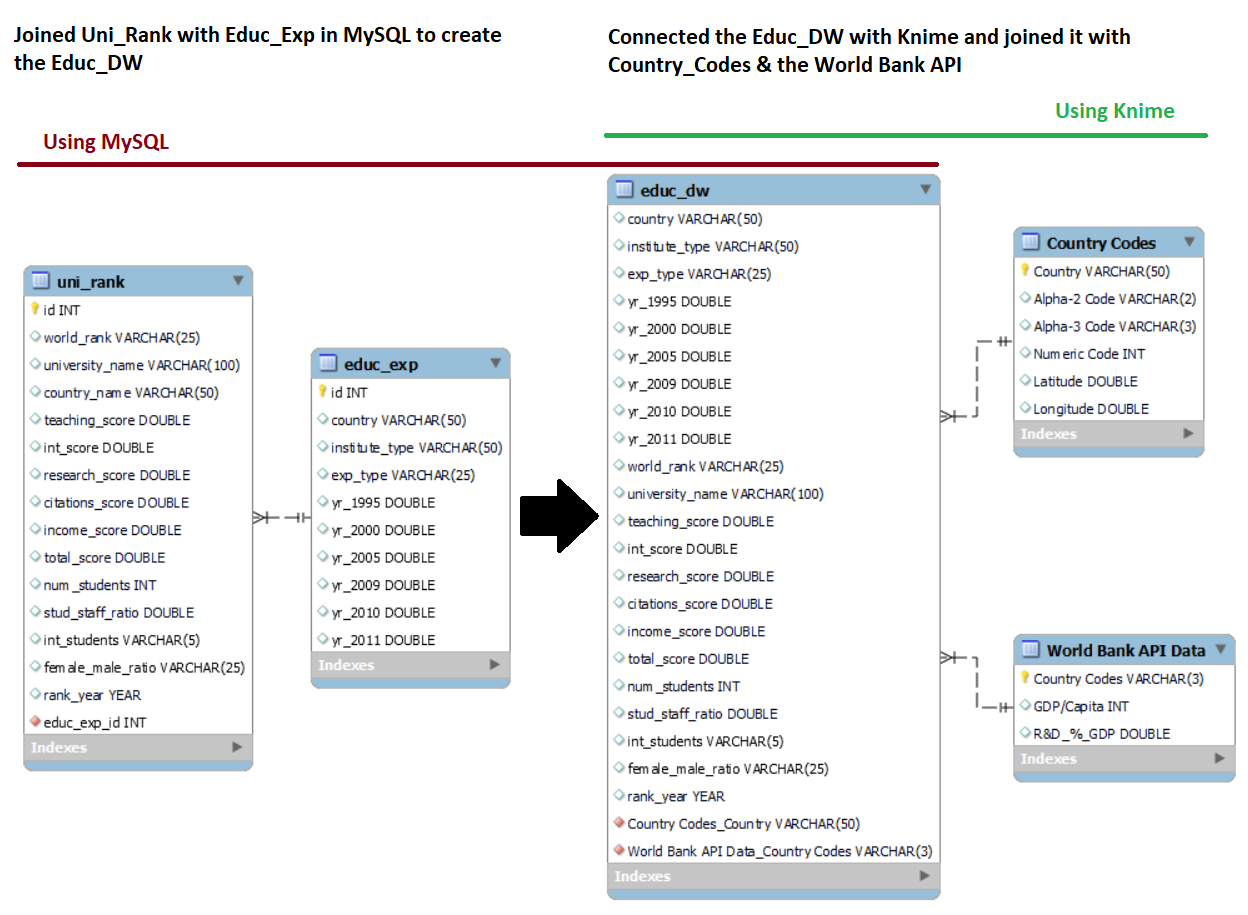 Joined Uni_Rank with Educ_Exp in MySQL to create
the Educ_DW
Connected the Educ_DW with Knime and joined it with
Country_Codes & the World Bank API
Using Knime
Using MySQL
uni_rank
id INT
world_rank VARCHAR(25)
university_name VARCHAR(100)
country_name VARCHAR(50)
teaching_score DOUBLE
int_score DOUBLE
research_score DOUBLE
citations_score DOUBLE
income_score DOUBLE
total_score DOUBLE
num_students INT
stud_staff_ratio DOUBLE
int_students VARCHAR(5)
female_male_ratio VARCHAR(25)
rank_year YEAR
educ_exp_id INT
Indexes
educ_exp
id INT
country VARCHAR(50)
institute_type VARCHAR(50)
exp_type VARCHAR(25)
yr_1995 DOUBLE
yr_2000 DOUBLE
yr_2005 DOUBLE
yr_2009 DOUBLE
yr_2010 DOUBLE
yr_2011 DOUBLE
Indexes
educ_dw
country VARCHAR(50)
institute_type VARCHAR(50)
exp_type VARCHAR(25)
yr_1995 DOUBLE
yr_2000 DOUBLE
yr_2005 DOUBLE
yr_2009 DOUBLE
yr_2010 DOUBLE
yr_2011 DOUBLE
world_rank VARCHAR(25)
university_name VARCHAR(100)
teaching_score DOUBLE
int_score DOUBLE
research_score DOUBLE
citations_score DOUBLE
income_score DOUBLE
total_score DOUBLE
num_students INT
stud_staff_ratio DOUBLE
int_students VARCHAR(5)
female_male_ratio VARCHAR(25)
rank_year YEAR
Country Codes_Country VARCHAR(50)
World Bank API Data_Country Codes VARCHAR(3)
Indexes
Country Codes
Country VARCHAR(50)
Alpha-2 Code VARCHAR(2)
Alpha-3 Code VARCHAR(3)
Numeric Code INT
Latitude DOUBLE
Longitude DOUBLE
Indexes
World Bank API Data
Country Codes VARCHAR(3)
GDP/Capita INT
R&D_%_GDP DOUBLE
Indexes